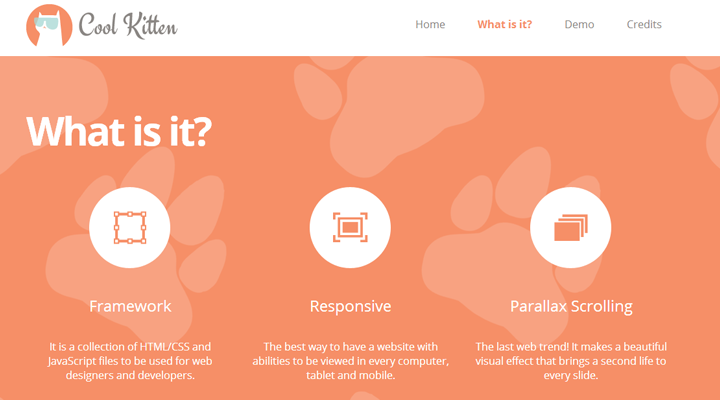 Cool Kitten
Home What is it? Demo Credits
What is it?
Framework
It is a collection of HTML/CSS and
JavaScript files to be used for web
designers and developers.
Responsive
The best way to have a website with
abilities to be viewed in every computer,
tablet and mobile.
Parallax Scrolling
The last web trend! It makes a beautiful
visual effect that brings a second life to
every slide.